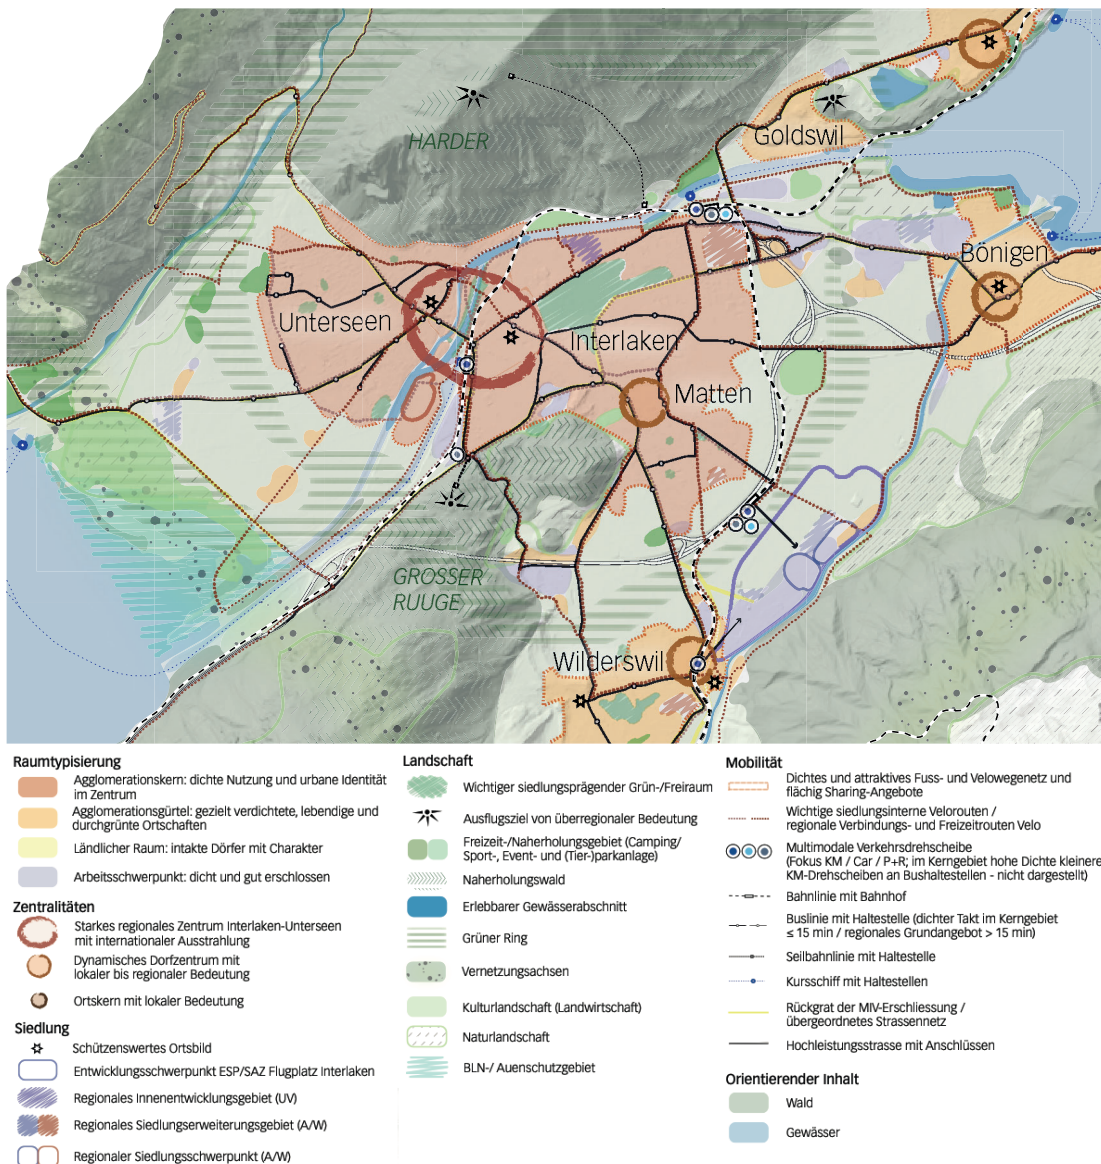 HARDER
Goldswil
Bönigen
Unterseen
Interlaken
Matten
GROSSER
RUUGE
Wilderswil
Raumtypisierung
Agglomerationskern: dichte Nutzung und urbane Identität
im Zentrum
Agglomerationsgürtel: gezielt verdichtete, lebendige und
durchgrünte Ortschaften
Ländlicher Raum: intakte Dörfer mit Charakter
Arbeitsschwerpunkt: dicht und gut erschlossen
Zentralitäten
Starkes regionales Zentrum Interlaken-Unterseen
mit internationaler Ausstrahlung
Dynamisches Dorfzentrum mit
lokaler bis regionaler Bedeutung
Ortskern mit lokaler Bedeutung
Siedlung
Schützenswertes Ortsbild
Entwicklungsschwerpunkt ESP/SAZ Flugplatz Interlaken
Regionales Innenentwicklungsgebiet (UV)
Regionales Siedlungserweiterungsgebiet (A/W)
Regionaler Siedlungsschwerpunkt (A/W)
Landschaft
Wichtiger siedlungsprägender Grün-/Freiraum
Ausflugsziel von überregionaler Bedeutung
Freizeit-/Naherholungsgebiet (Camping/
Sport-, Event- und (Tier-)parkanlage)
Naherholungswald
Erlebbarer Gewässerabschnitt
Grüner Ring
Vernetzungsachsen
Kulturlandschaft (Landwirtschaft)
Naturlandschaft
BLN-/ Auenschutzgebiet
Mobilität
Dichtes und attraktives Fuss- und Velowegenetz und
flächig Sharing-Angebote
Wichtige siedlungsinterne Velorouten /
regionale Verbindungs- und Freizeitrouten Velo
Multimodale Verkehrsdrehscheibe
(Fokus KM / Car / P+R; im Kerngebiet hohe Dichte kleinere
KM-Drehscheiben an Bushaltestellen - nicht dargestellt)
Bahnlinie mit Bahnhof
Buslinie mit Haltestelle (dichter Takt im Kerngebiet
≤ 15 min / regionales Grundangebot > 15 min)
Seilbahnlinie mit Haltestelle
Kursschiff mit Haltestellen
Rückgrat der MIV-Erschliessung /
übergeordnetes Strassennetz
Hochleistungsstrasse mit Anschlüssen
Orientierender Inhalt
Wald
Gewässer